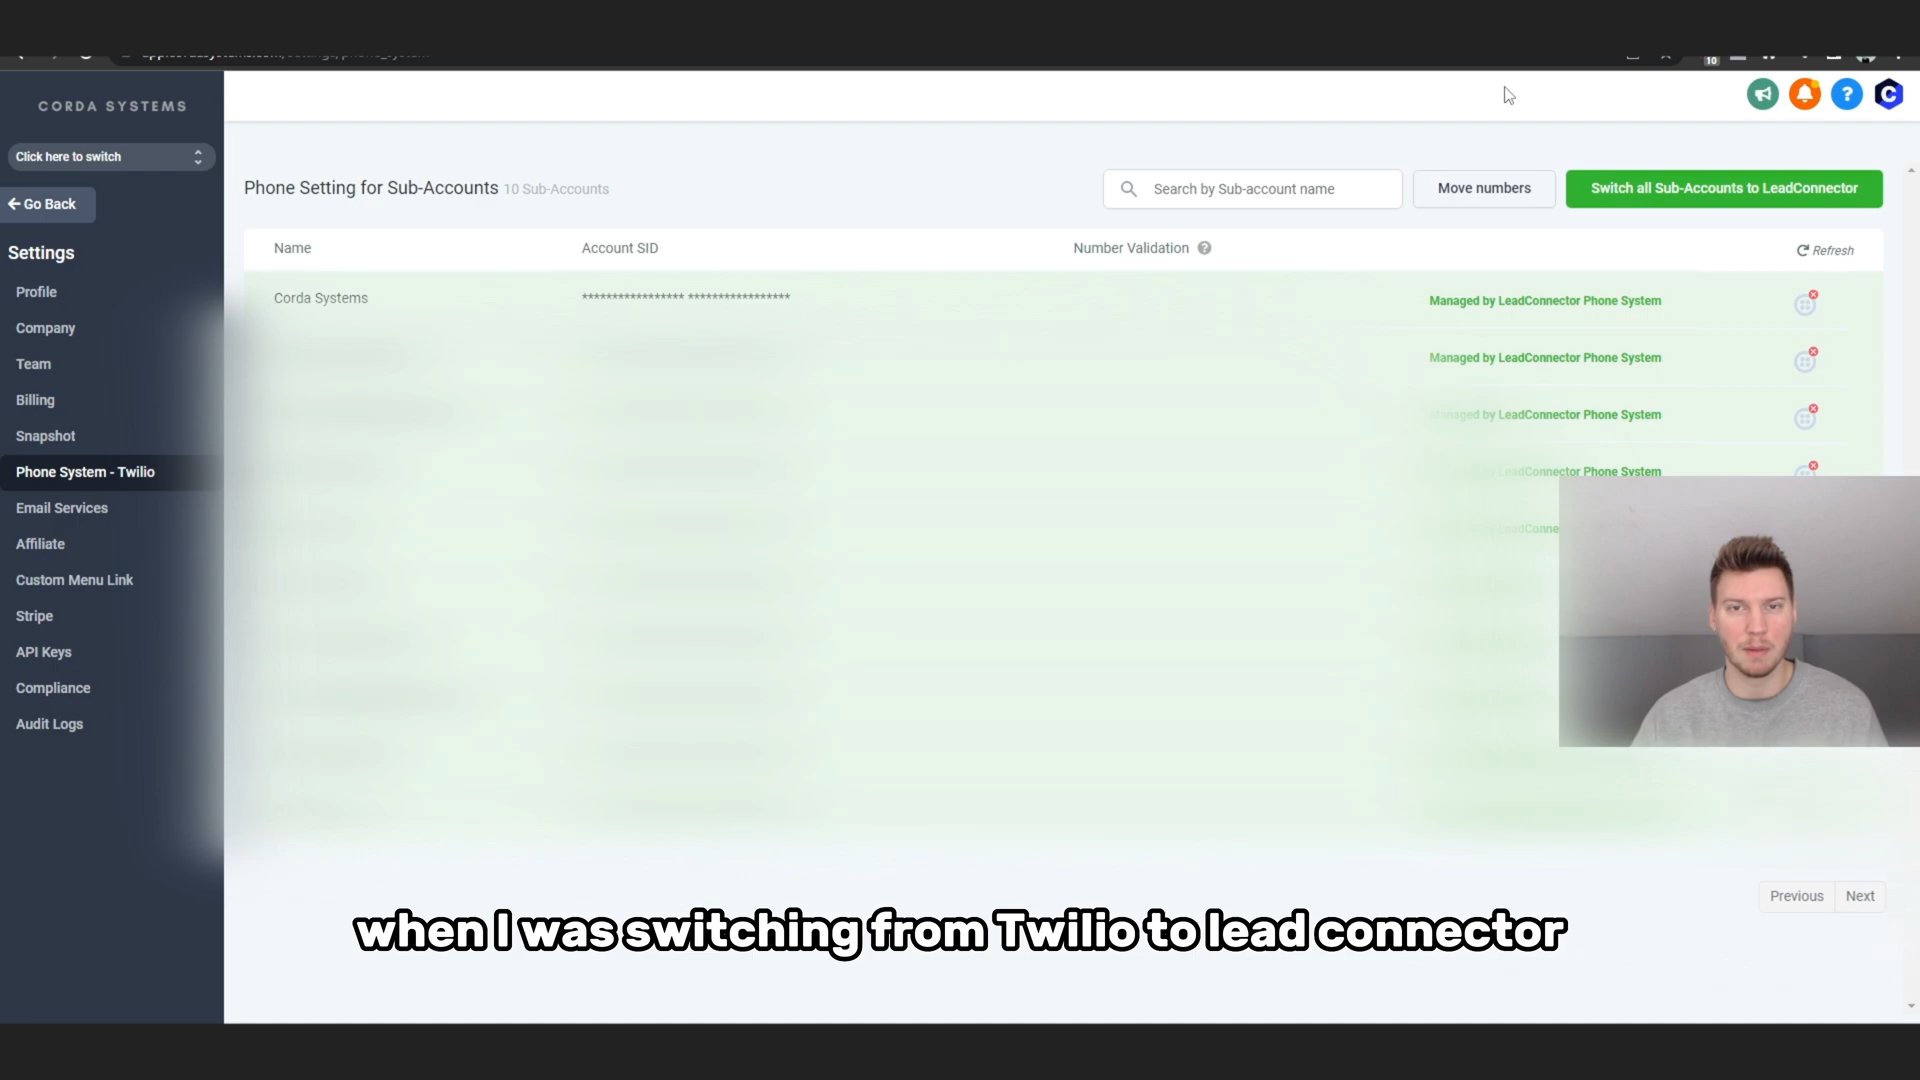 10
CORDA SYSTEMS
Click here to switch
Go Back
Settings
Profile
Company
Team
Billing
Snapshot
Phone System - Twilio
Email Services
Affiliate
Custom Menu Link
Stripe
API Keys
Compliance
Audit Logs
Phone Setting for Sub-Accounts 10 Sub-Accounts
Search by Sub-account name
Move numbers
Switch all Sub-Accounts to LeadConnector
Name Account SID Number Validation ? Refresh
Corda Systems ***************** ***************** Managed by LeadConnector Phone System
Managed by LeadConnector Phone System
Managed by LeadConnector Phone System
LeadConnector Phone System
Previous Next
when I was switching from Twilio to lead connector